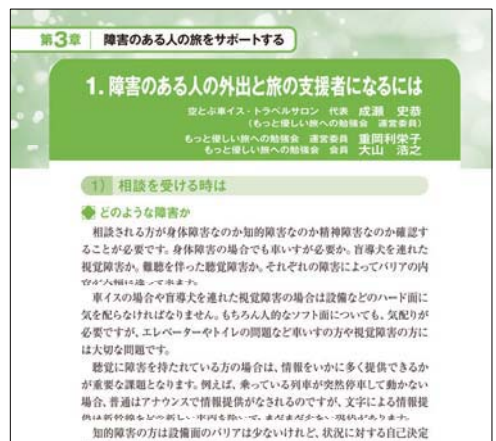 第3章 障害のある人の旅をサポートする
1. 障害のある人の外出と旅の支援者になるには
空とぶ車イス・トラベルサロン 代表 成瀬 史恭
(もっと優しい旅への勉強会 運営委員)
もっと優しい旅への勉強会 運営委員 重岡利栄子
もっと優しい旅への勉強会 会員 大山 浩之
1) 相談を受ける時は
どのような障害か
相談される方が身体障害なのか知的障害なのか精神障害なのか確認す
ることが必要です。身体障害の場合でも車いすが必要か。盲導犬を連れた
視覚障害か。難聴を伴った聴覚障害か。それぞれの障害によってバリアの内
車イスの場合や盲導犬を連れた視覚障害の場合は設備などのハード面に
気を配らなければなりません。もちろん人的なソフト面についても、気配りが
必要ですが、エレベーターやトイレの問題など車いすの方や視覚障害の方に
は大切な問題です。
聴覚に障害を持たれている方の場合は、情報をいかに多く提供できるか
が重要な課題となります。例えば、乗っている列車が突然停車して動かない
場合、普通はアナウンスで情報提供がなされるのですが、文字による情報提
知的障害の方は設備面のバリアは少ないけれど、状況に対する自己決定